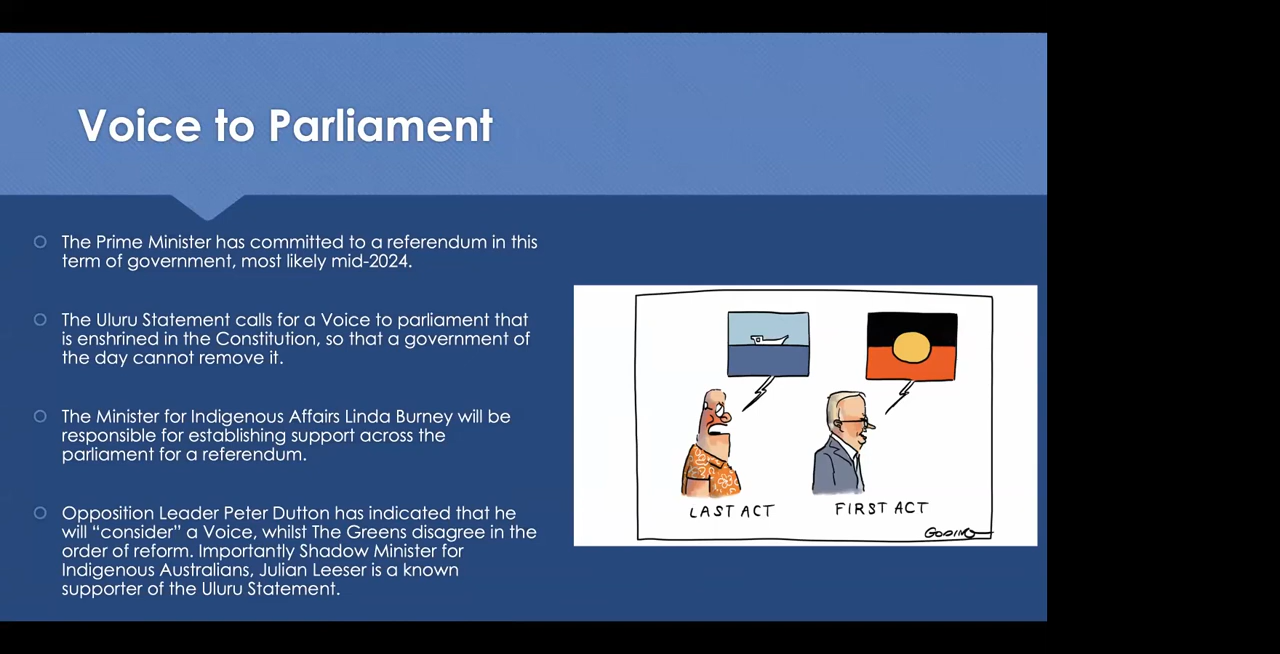 Voice to Parliament
The Prime Minister has committed to a referendum in this
term of government, most likely mid-2024.
The Uluru Statement calls for a Voice to parliament that
is enshrined in the Constitution, so that a government of
the day cannot remove it.
The Minister for Indigenous Affairs Linda Burney will be
responsible for establishing support across the
parliament for a referendum.
Opposition Leader Peter Dutton has indicated that he
will “consider” a Voice, whilst The Greens disagree in the
order of reform. Importantly Shadow Minister for
Indigenous Australians, Julian Leeser is a known
supporter of the Uluru Statement.
LAST ACT
FIRST ACT